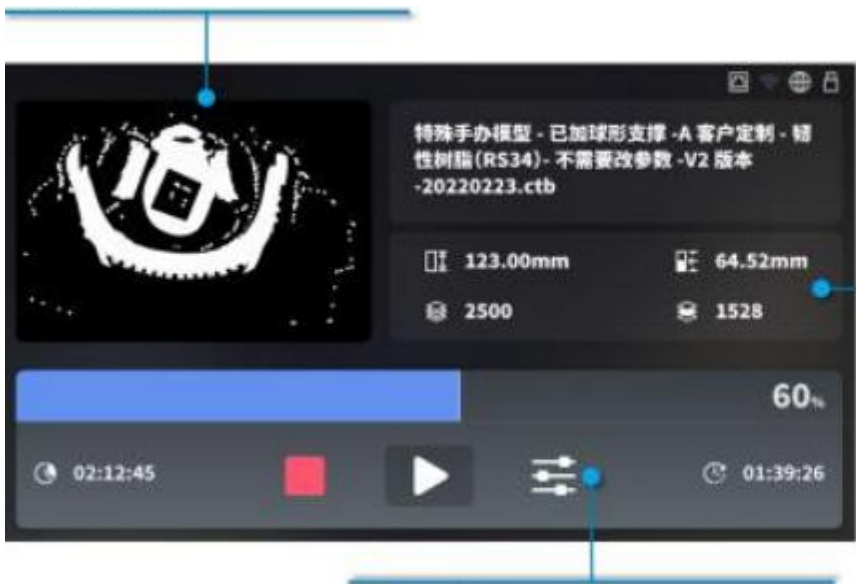 特殊手办模型 - 已加球形支撑 -A 客户定制 - 韧
性树脂(RS34)- 不需要改参数 -V2 版本
-20220223.ctb
123.00mm 64.52mm
2500 1528
60%
02:12:45 01:39:26